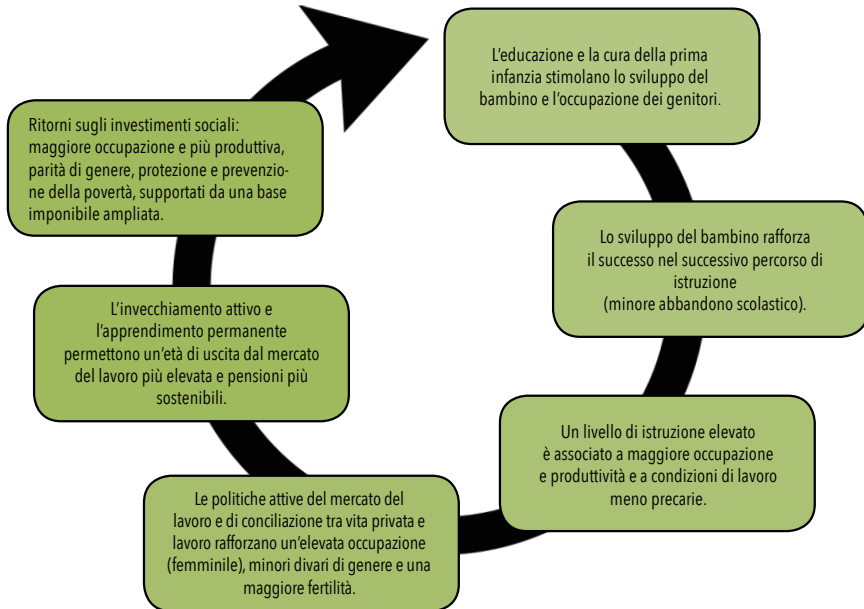 L'educazione e la cura della prima
infanzia stimolano lo sviluppo del
bambino e l'occupazione dei genitori.
Lo sviluppo del bambino rafforza
il successo nel successivo percorso di
istruzione
(minore abbandono scolastico).
Un livello di istruzione elevato
è associato a maggiore occupazione
e produttività e a condizioni di lavoro
meno precarie.
Le politiche attive del mercato del
lavoro e di conciliazione tra vita privata e
lavoro rafforzano un'elevata occupazione
(femminile), minori divari di genere e una
maggiore fertilità.
L'invecchiamento attivo e
l'apprendimento permanente
permettono un'età di uscita dal mercato
del lavoro più elevata e pensioni più
sostenibili.
Ritorni sugli investimenti sociali:
maggiore occupazione e più produttiva,
parità di genere, protezione e prevenzio-
ne della povertà, supportati da una base
imponibile ampliata.